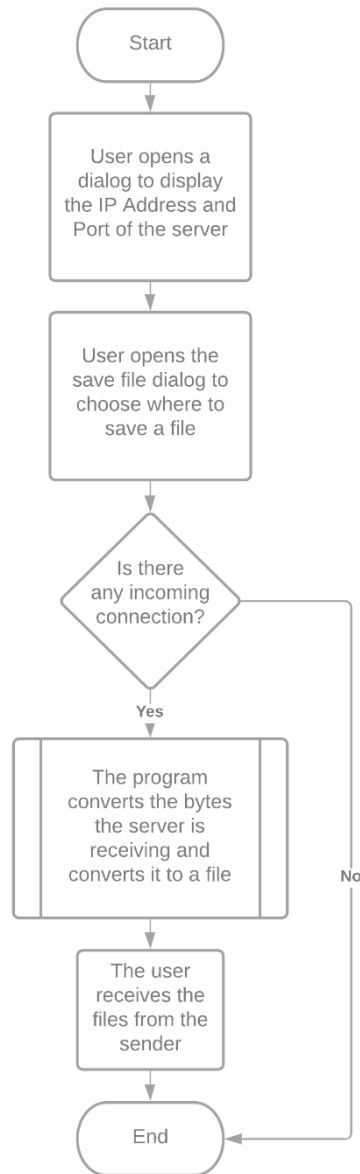 Start
User opens a
dialog to display
the IP Address and
Port of the server
User opens the
save file dialog to
choose where to
save a file
Is there
any incoming
connection?
Yes
The program
converts the bytes
the server is
receiving and
converts it to a file
No
The user
receives the
files from the
sender
End